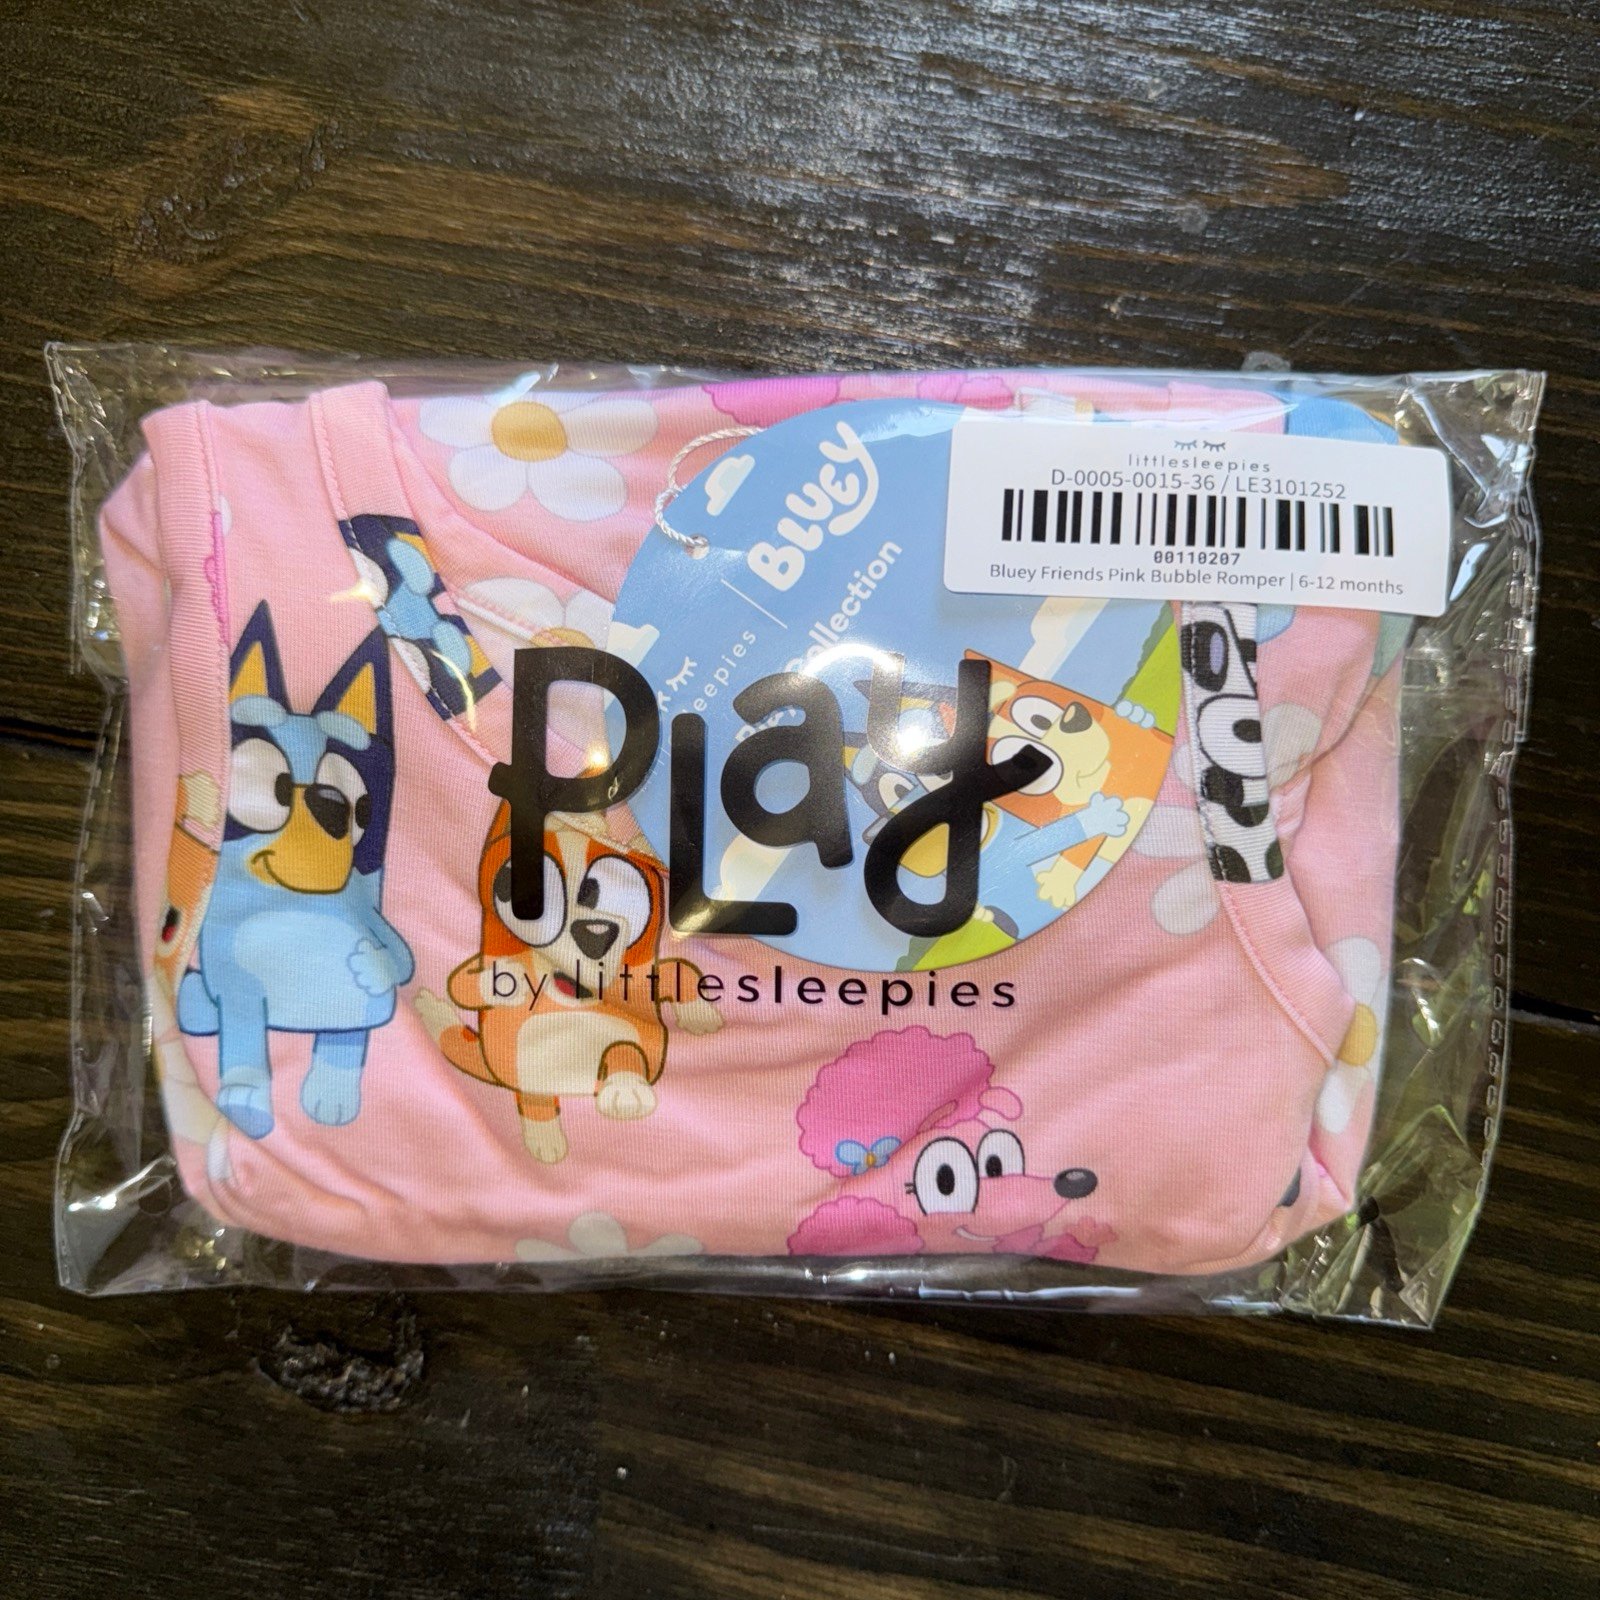 littlesleepies
D-0005-0015-36 / LE3101252
00110207
Bluey Friends Pink Bubble Romper | 6-12 months
BLUEY
Collection
Play
by littlesleepies